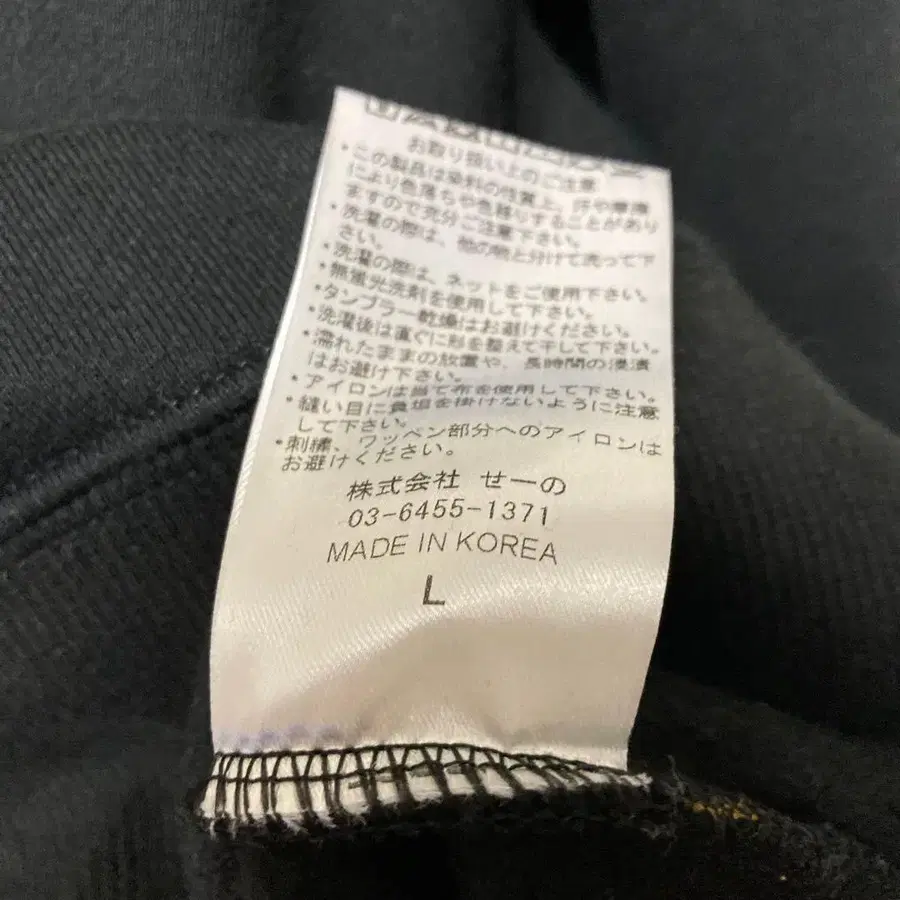 お取り扱い上のご注意
・この製品は染料の性質上、汗や摩擦
により色落ちや色移りすることがあり
ますので充分ご注意下さい。
・洗濯の際は、他の物と分けて洗って下
さい。
・洗濯の際は、ネットをご使用下さい。
・無蛍光洗剤を使用して下さい。
・タンブラー乾燥はお避けください。
・洗濯後は直ぐに形を整えて干して下さい。
・濡れたままの放置や、長時間の浸漬
はお避け下さい。
・アイロンは当て布を使用して下さい。
・縫い目に負担を掛けないように注意
して下さい。
・刺繍、ワッペン部分へのアイロンは
お避けください。
株式会社 せーの
03-6455-1371
MADE IN KOREA
L